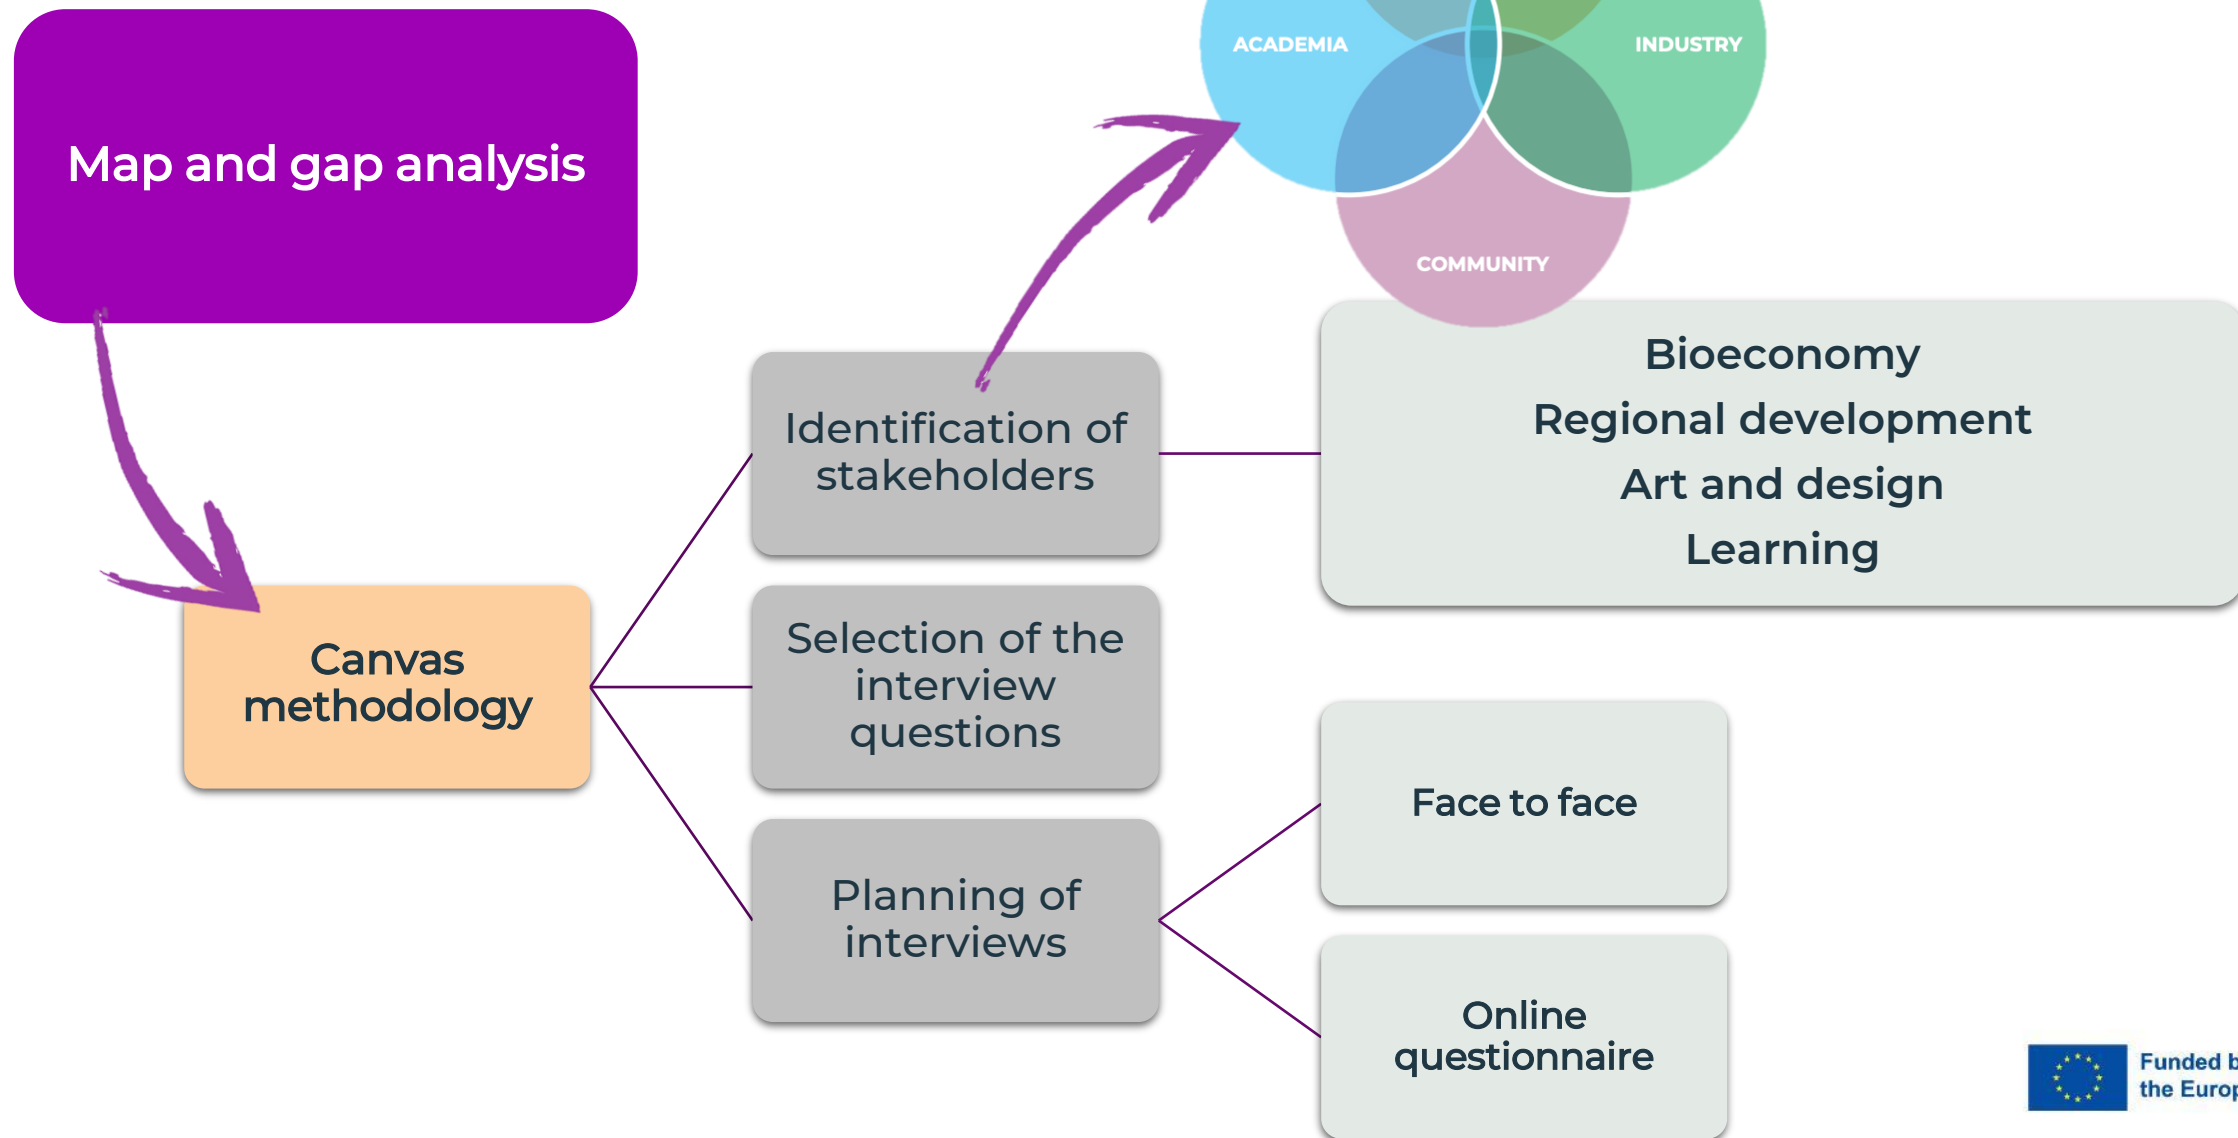 ACADEMIA
INDUSTRY
Map and gap analysis
COMMUNITY
Bioeconomy
Regional development
Art and design
Learning
Identification of
stakeholders
Selection of the
interview
questions
Canvas
methodology
Face to face
Planning of
interviews
Online
questionnaire
Funded
the